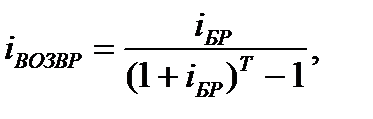 i_ВОЗВР = i_БР / ((1 + i_БР)^T − 1),